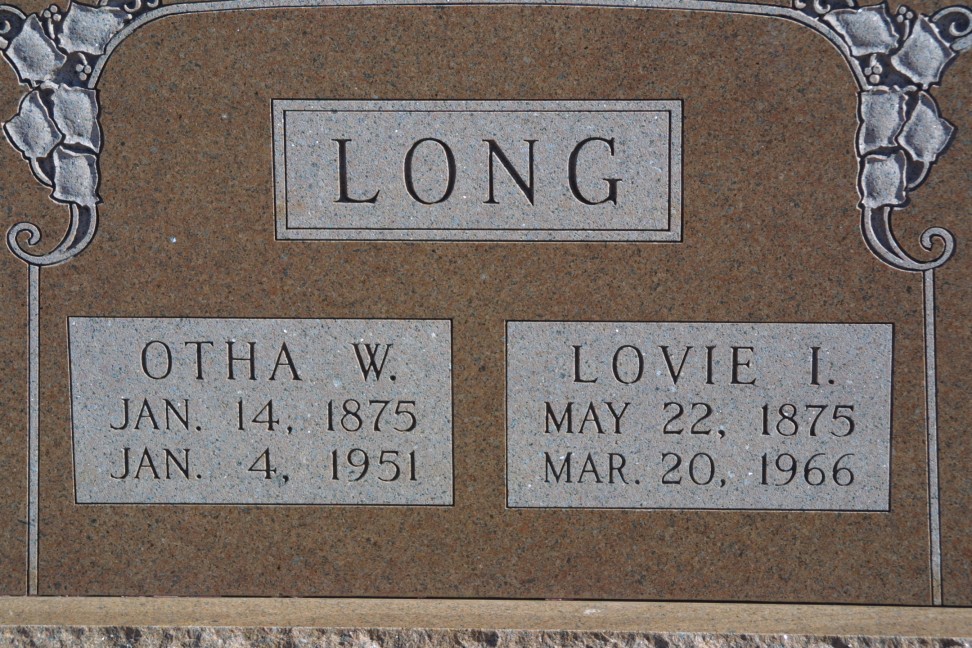 LONG
OTHA W.
JAN. 14, 1875
JAN. 4, 1951
LOVIE I.
MAY 22, 1875
MAR. 20, 1966